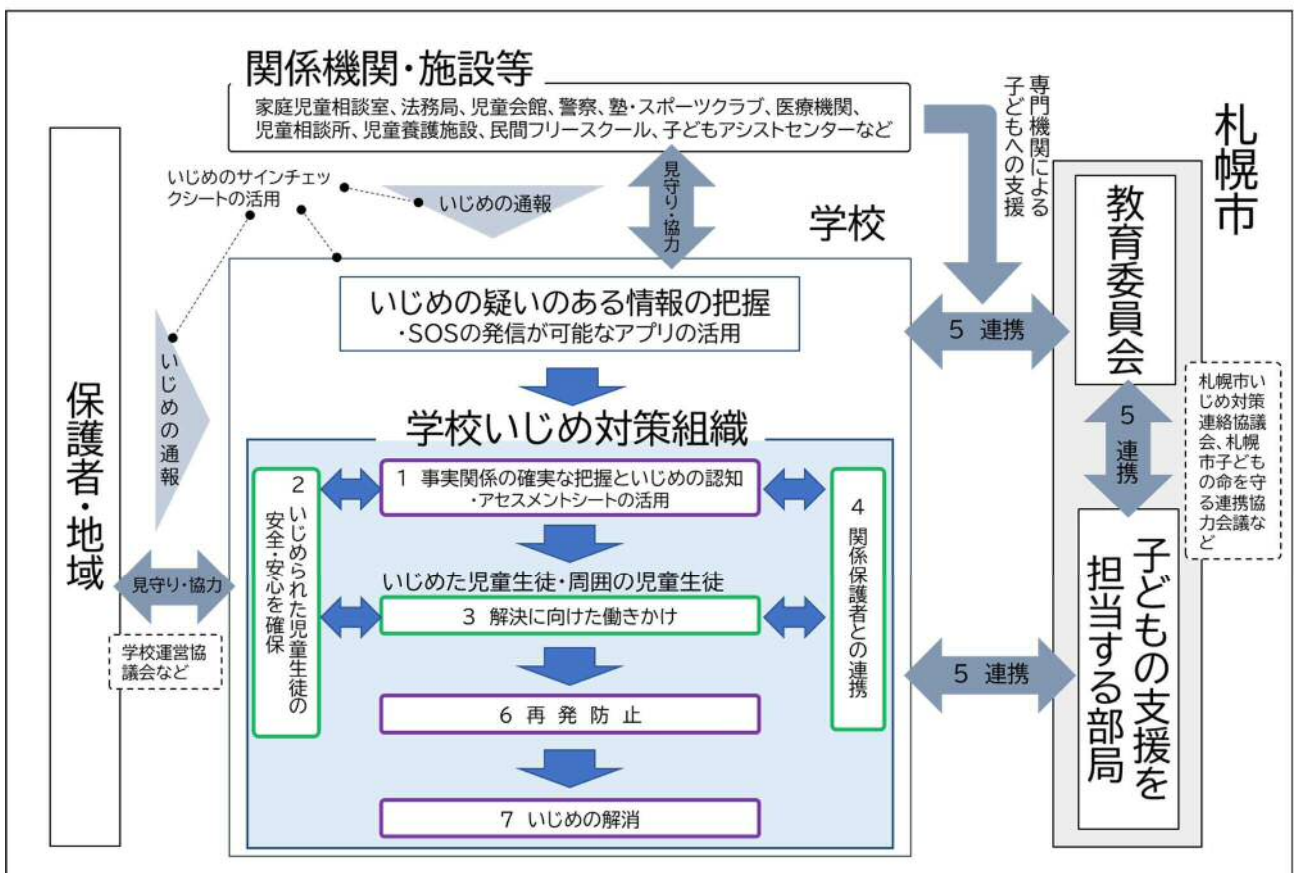 関係機関・施設等
家庭児童相談室、法務局、児童会館、警察、塾・スポーツクラブ、医療機関、
児童相談所、児童養護施設、民間フリースクール、子どもアシストセンターなど
専門機関による
子どもへの支援
札幌市
いじめのサインチェッ
クシートの活用
いじめの通報
見守り・協力
学校
いじめの疑いのある情報の把握
・SOSの発信が可能なアプリの活用
5 連携
教育委員会
保護者・地域
いじめの通報
学校いじめ対策組織
1 事実関係の確実な把握といじめの認知
・アセスメントシートの活用
2 いじめられた児童生徒の
安全・安心を確保
いじめた児童生徒・周囲の児童生徒
3 解決に向けた働きかけ
4 関係保護者との連携
6 再発防止
7 いじめの解消
見守り・協力
学校運営協
議会など
5 連携
札幌市い
じめ対策
連絡協議
会、札幌
市子ども
の命を守
る連携協
力会議な
ど
5 連携
子どもの支援を
担当する部局